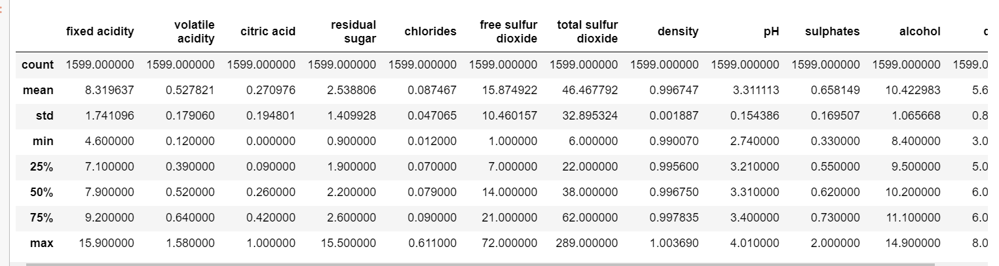 fixed acidity volatile acidity citric acid residual sugar chlorides free sulfur dioxide total sulfur dioxide density pH sulphates alcohol
count 1599.000000 1599.000000 1599.000000 1599.000000 1599.000000 1599.000000 1599.000000 1599.000000 1599.000000 1599.000000 1599.000000 1599.0
mean 8.319637 0.527821 0.270976 2.538806 0.087467 15.874922 46.467792 0.996747 3.311113 0.658149 10.422983 5.6
std 1.741096 0.179060 0.194801 1.409928 0.047065 10.460157 32.895324 0.001887 0.154386 0.169507 1.065668 0.8
min 4.600000 0.120000 0.000000 0.900000 0.012000 1.000000 6.000000 0.990070 2.740000 0.330000 8.400000 3.0
25% 7.100000 0.390000 0.090000 1.900000 0.070000 7.000000 22.000000 0.995600 3.210000 0.550000 9.500000 5.0
50% 7.900000 0.520000 0.260000 2.200000 0.079000 14.000000 38.000000 0.996750 3.310000 0.620000 10.200000 6.0
75% 9.200000 0.640000 0.420000 2.600000 0.090000 21.000000 62.000000 0.997835 3.400000 0.730000 11.100000 6.0
max 15.900000 1.580000 1.000000 15.500000 0.611000 72.000000 289.000000 1.003690 4.010000 2.000000 14.900000 8.0